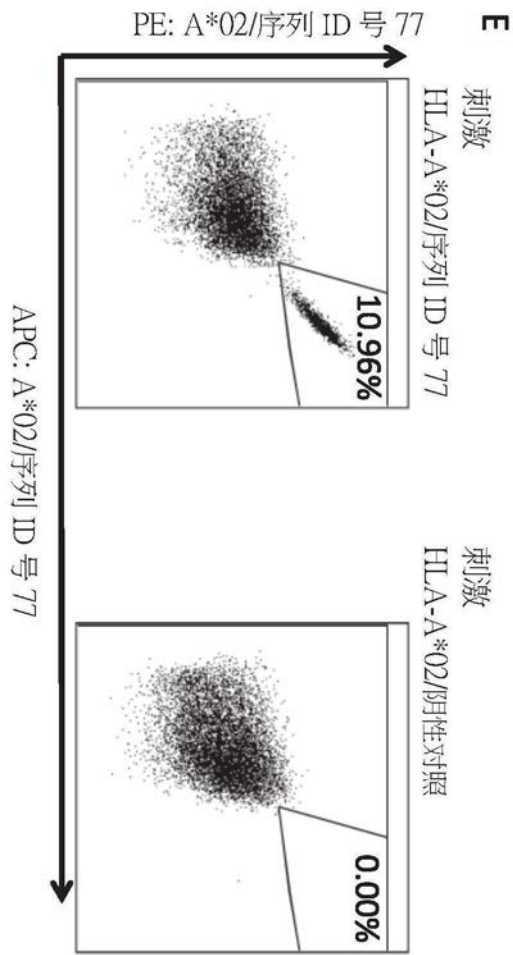 E
刺激
HLA-A*02/序列 ID 号 77
10.96%
刺激
HLA-A*02/阴性对照
0.00%
PE: A*02/序列 ID 号 77
APC: A*02/序列 ID 号 77